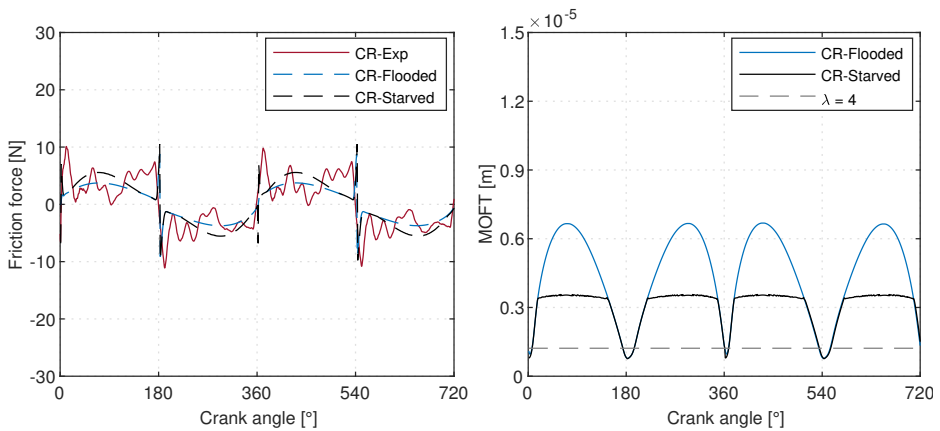 30
20
10
0
-10
-20
-30
0
180
360
540
720
Friction force [N]
Crank angle [°]
CR-Exp
CR-Flooded
CR-Starved
1.5 × 10^-5
1.2
0.9
0.6
0.3
0
0
180
360
540
720
MOFT [m]
Crank angle [°]
CR-Flooded
CR-Starved
λ = 4